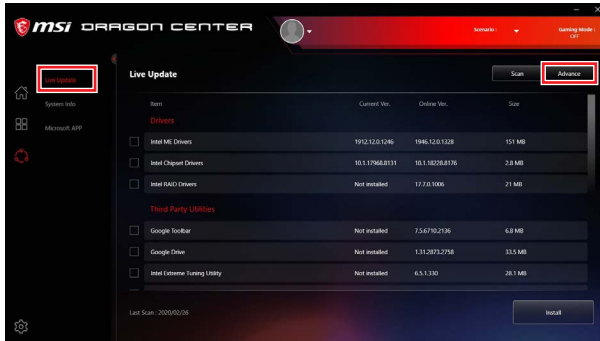 msi DRAGON CENTER
Scenario :
Gaming Mode :
OFF
Live Update
System Info
Microsoft APP
Live Update
Scan
Advance
Item Current Ver. Online Ver. Size
Drivers
Intel ME Drivers 1912.12.0.1246 1946.12.0.1328 151 MB
Intel Chipset Drivers 10.1.17968.8131 10.1.18228.8176 2.8 MB
Intel RAID Drivers Not installed 17.7.0.1006 21 MB
Third Party Utilities
Google Toolbar Not installed 7.5.6710.2136 6.8 MB
Google Drive Not installed 1.31.2873.2758 33.5 MB
Intel Extreme Tuning Utility Not installed 6.5.1.330 28.1 MB
Last Scan : 2020/02/26
Install